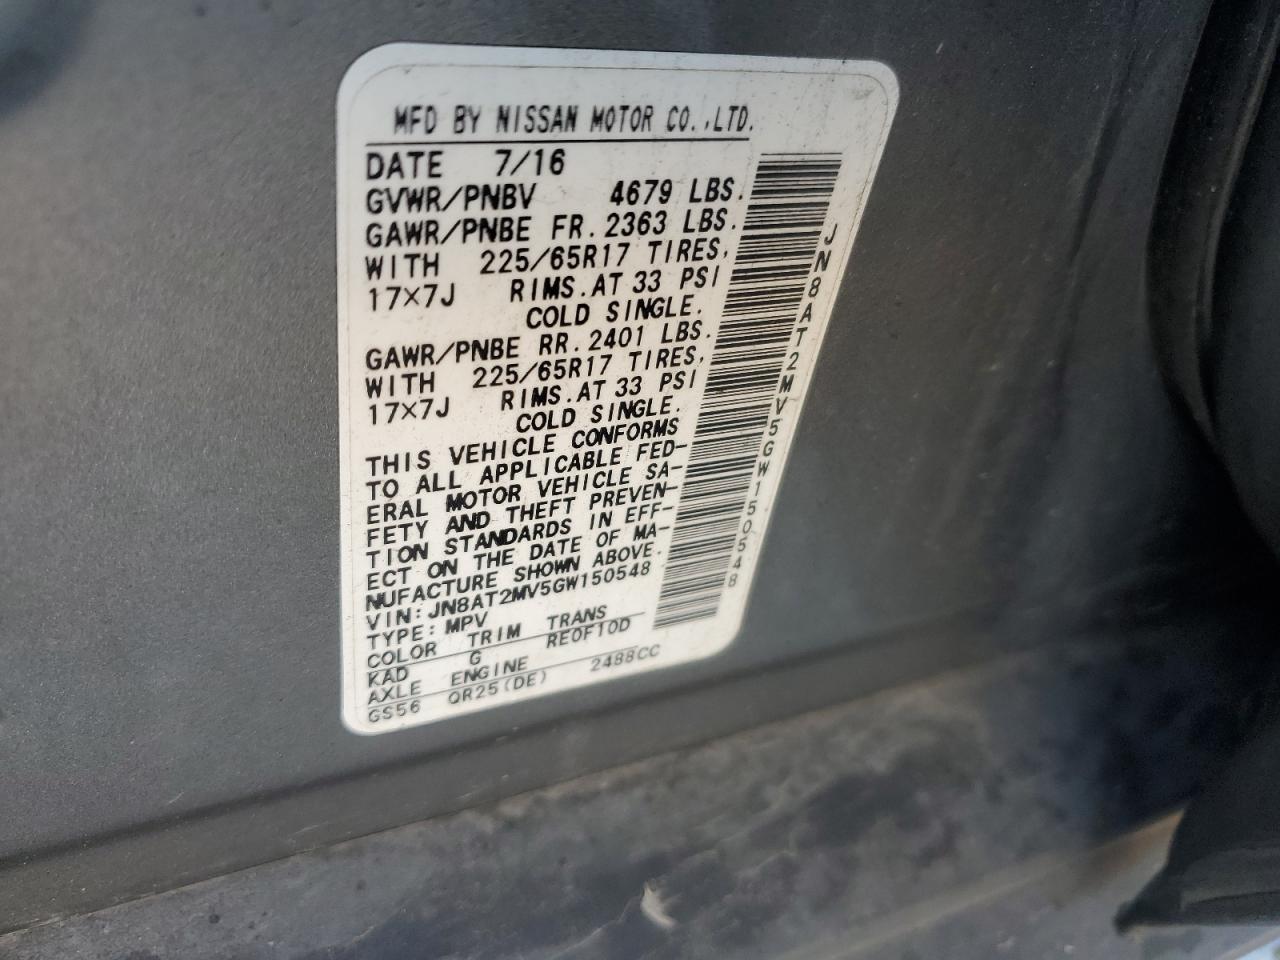 MFD BY NISSAN MOTOR CO.,LTD.
DATE 7/16
GVWR/PNBV 4679 LBS.
GAWR/PNBE FR. 2363 LBS.
WITH 225/65R17 TIRES,
17×7J RIMS. AT 33 PSI
COLD SINGLE.
GAWR/PNBE RR. 2401 LBS.
WITH 225/65R17 TIRES,
17×7J RIMS. AT 33 PSI
COLD SINGLE.
THIS VEHICLE CONFORMS
TO ALL APPLICABLE FED-
ERAL MOTOR VEHICLE SA-
FETY AND THEFT PREVEN-
TION STANDARDS IN EFF-
ECT ON THE DATE OF MA-
NUFACTURE SHOWN ABOVE.
VIN: JN8AT2MV5GW150548
TYPE: MPV
COLOR TRIM TRANS
KAD G RE0F10D
AXLE ENGINE
GS56 QR25(DE) 2488CC
JN8AT2MV5GW150548